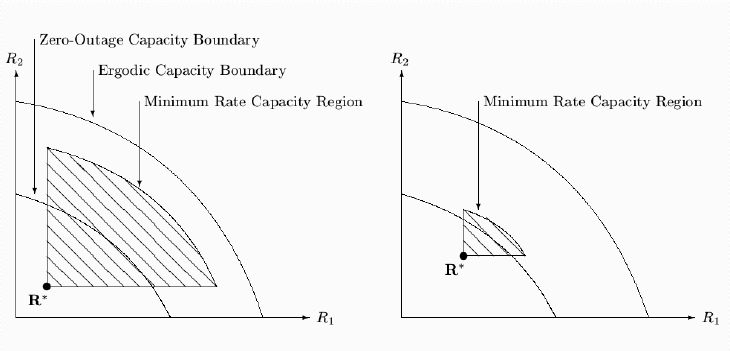 Zero-Outage Capacity Boundary
R₂
Ergodic Capacity Boundary
Minimum Rate Capacity Region
R*
R₁
R₂
Minimum Rate Capacity Region
R*
R₁